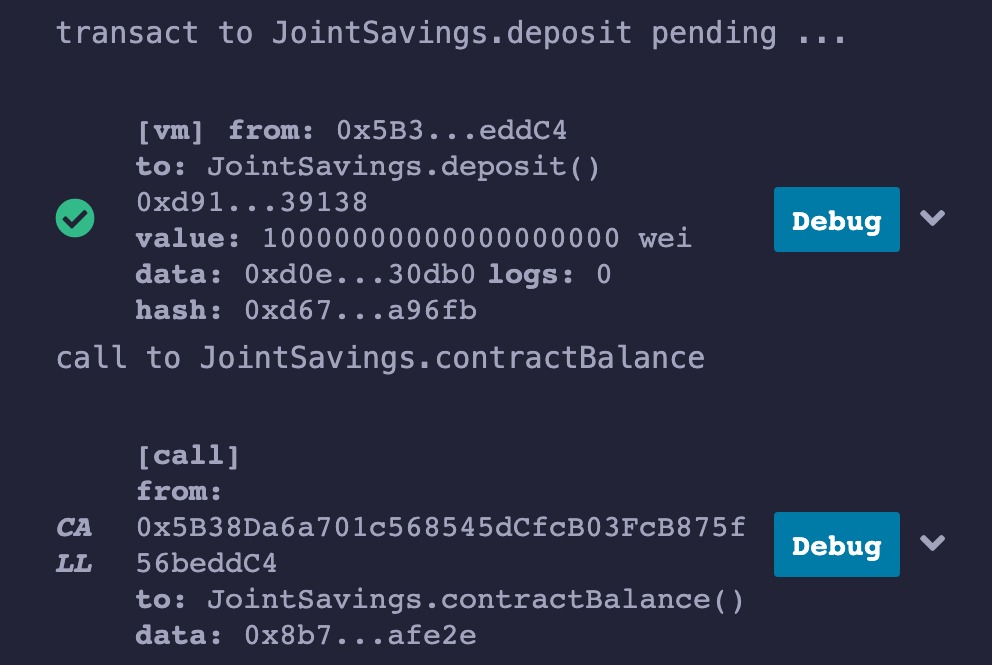 transact to JointSavings.deposit pending ...
[vm] from: 0x5B3...eddC4
to: JointSavings.deposit()
0xd91...39138
value: 10000000000000000000 wei
data: 0xd0e...30db0 logs: 0
hash: 0xd67...a96fb
Debug
call to JointSavings.contractBalance
[call]
from:
CA
LL
0x5B38Da6a701c568545dCfcB03FcB875f
56beddC4
to: JointSavings.contractBalance()
data: 0x8b7...afe2e
Debug